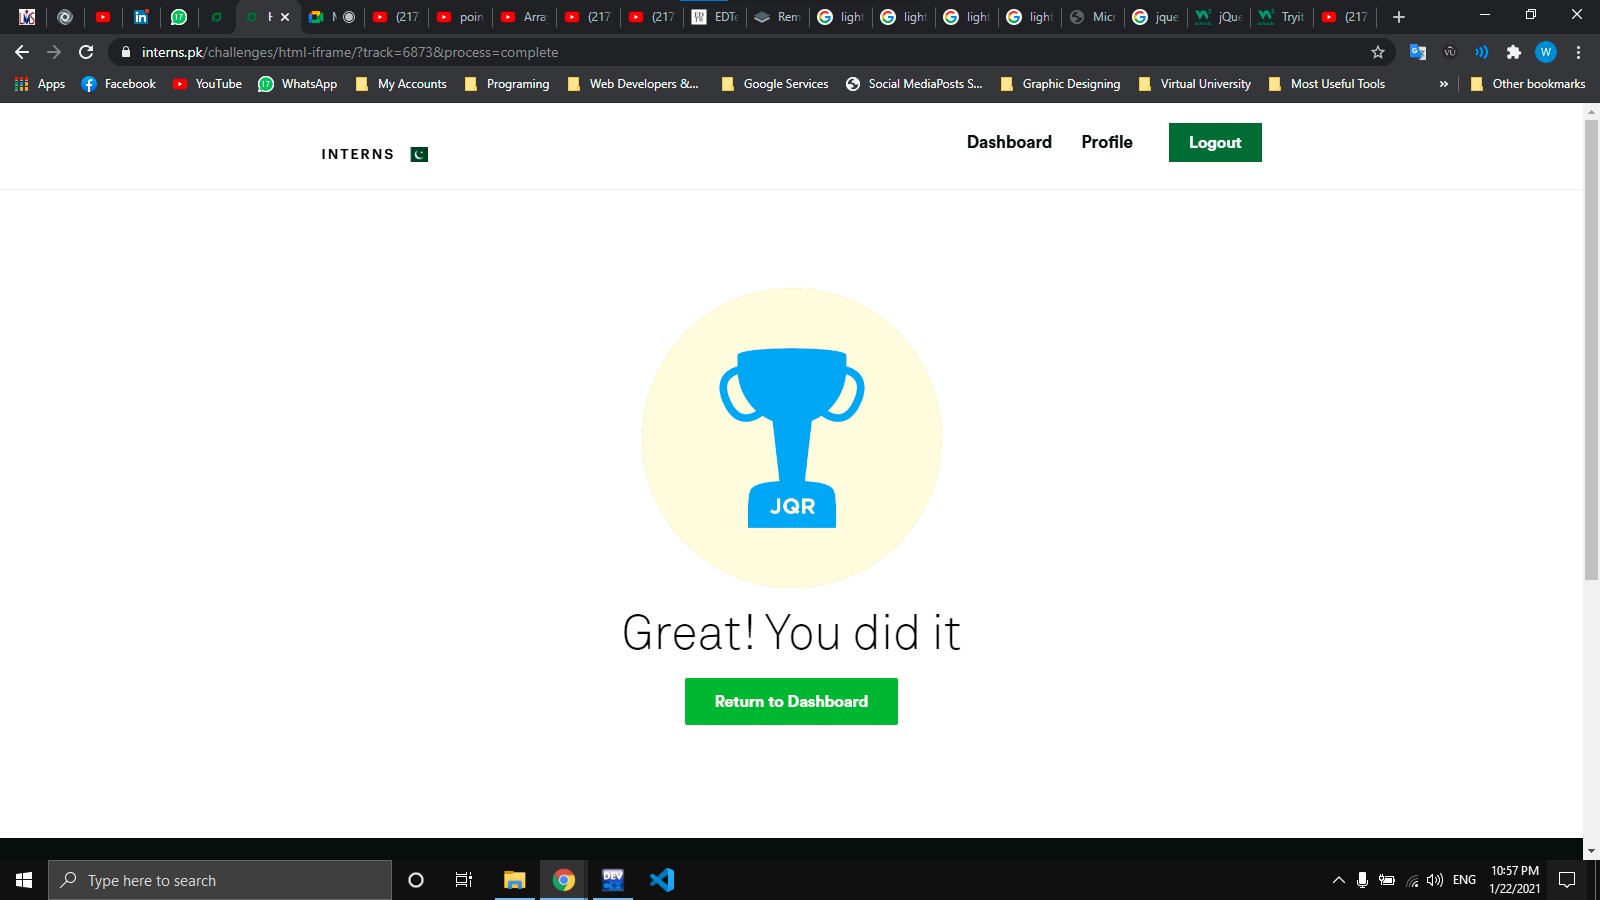 (217
poin
Arra
(217
(217
EDTe
Rem
light
light
light
light
Micr
jque
jQue
Tryit
(217
interns.pk/challenges/html-iframe/?track=6873&process=complete
W
Apps
Facebook
YouTube
WhatsApp
My Accounts
Programing
Web Developers &...
Google Services
Social MediaPosts S...
Graphic Designing
Virtual University
Most Useful Tools
»
Other bookmarks
INTERNS
Dashboard
Profile
Logout
JQR
Great! You did it
Return to Dashboard
Type here to search
DEV
ENG
10:57 PM
1/22/2021